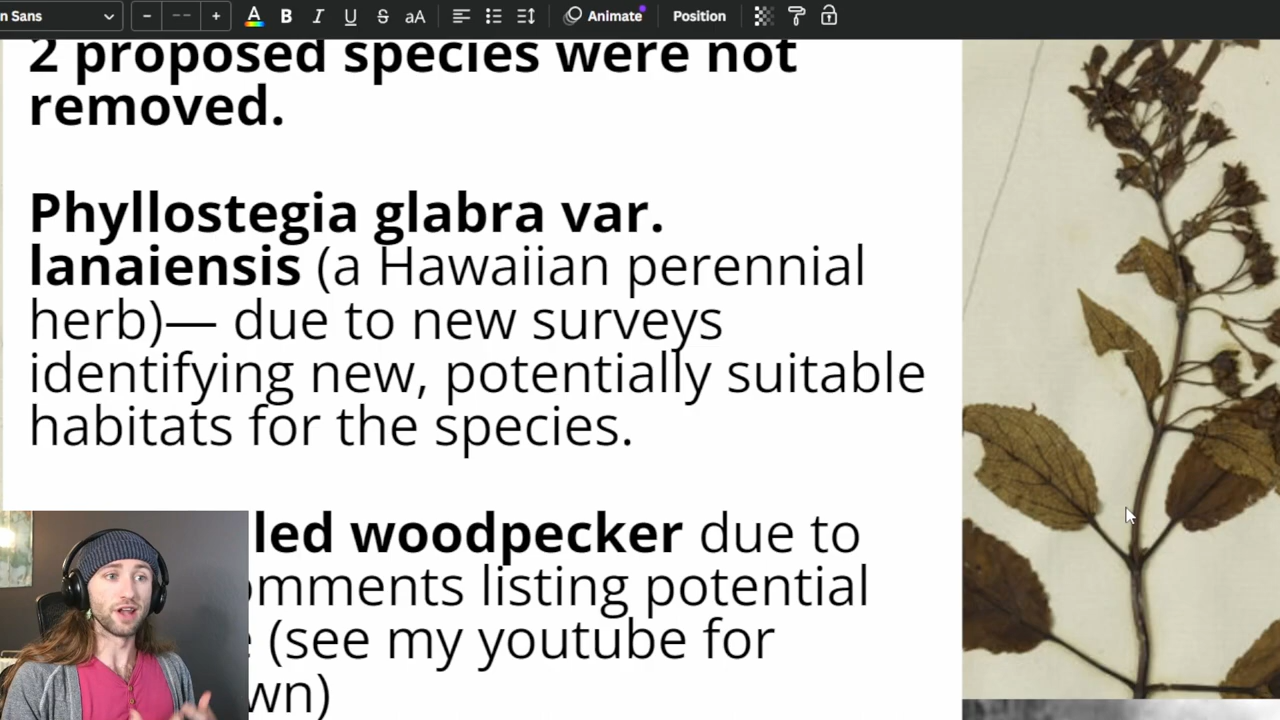 n Sans
B I U S aA
Animate
Position
2 proposed species were not
removed.
Phyllostegia glabra var.
lanaiensis (a Hawaiian perennial
herb)— due to new surveys
identifying new, potentially suitable
habitats for the species.
led woodpecker due to
omments listing potential
(see my youtube for
wn)